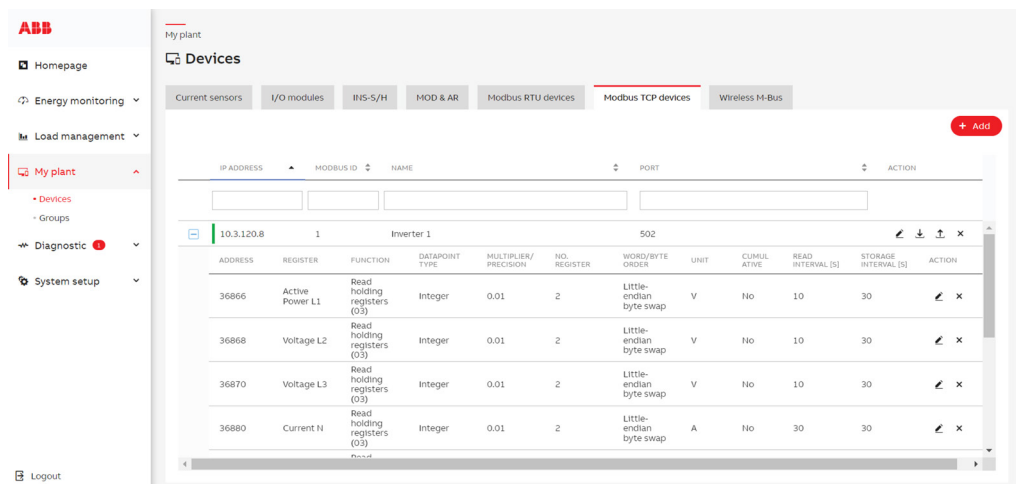 ABB
Homepage
Energy monitoring
Load management
My plant
• Devices
- Groups
Diagnostic 1
System setup
Logout
My plant
Devices
Current sensors
I/O modules
INS-S/H
MOD & AR
Modbus RTU devices
Modbus TCP devices
Wireless M-Bus
+ Add
IP ADDRESS MODBUS ID NAME PORT ACTION
10.3.120.8 1 Inverter 1 502
ADDRESS REGISTER FUNCTION DATAPOINT TYPE MULTIPLIER/ PRECISION NO. REGISTER WORD/BYTE ORDER UNIT CUMUL ATIVE READ INTERVAL [S] STORAGE INTERVAL [S] ACTION
36866 Active Power L1 Read holding registers (03) Integer 0.01 2 Little-endian byte swap V No 10 30
36868 Voltage L2 Read holding registers (03) Integer 0.01 2 Little-endian byte swap V No 10 30
36870 Voltage L3 Read holding registers (03) Integer 0.01 2 Little-endian byte swap V No 10 30
36880 Current N Read holding registers (03) Integer 0.01 2 Little-endian byte swap A No 30 30
Read